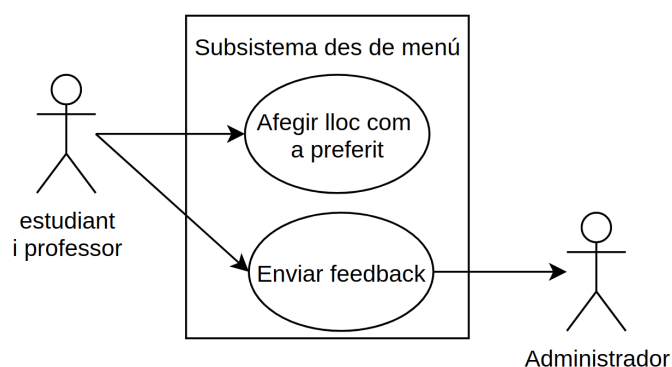 Subsistema des de menú
Afegir lloc com
a preferit
estudiant
i professor
Enviar feedback
Administrador